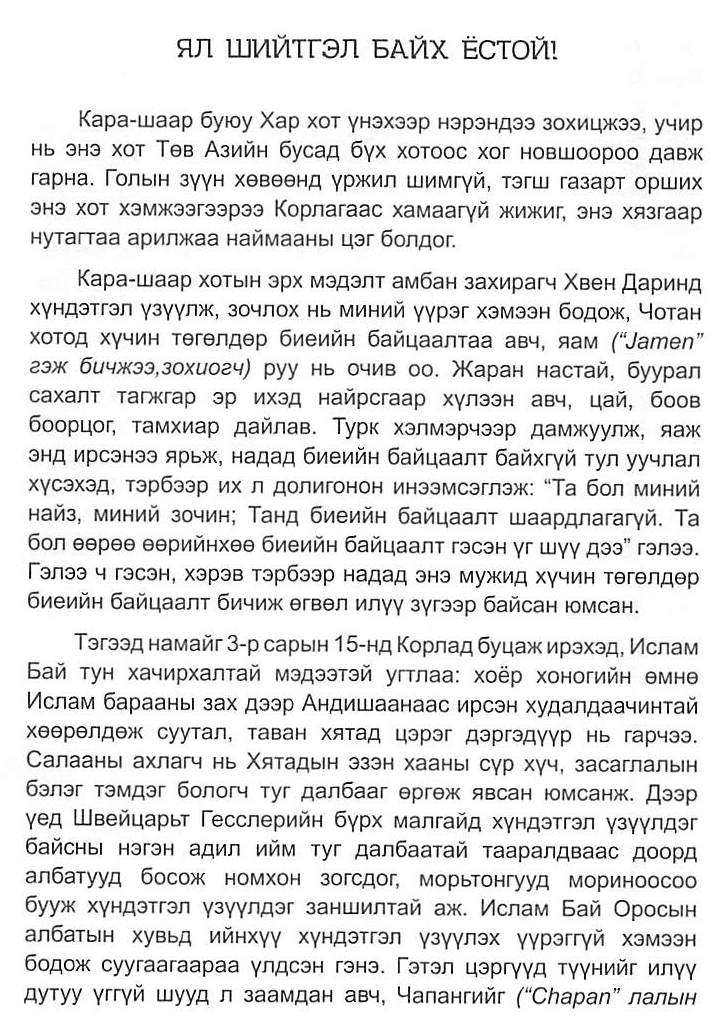 ЯЛ ШИЙТГЭЛ БАЙХ ЁСТОЙ!
Кара-шаар буюу Хар хот үнэхээр нэрэндээ зохицжээ, учир
нь энэ хот Төв Азийн бусад бүх хотоос хог новшоороо давж
гарна. Голын зүүн хөвөөнд үржил шимгүй, тэгш газарт орших
энэ хот хэмжээгээрээ Корлагаас хамаагүй жижиг, энэ хязгаар
нутагтаа арилжаа наймааны цэг болдог.
Кара-шаар хотын эрх мэдэлт амбан захирагч Хвен Даринд
хүндэтгэл үзүүлж, зочлох нь миний үүрэг хэмээн бодож, Чотан
хотод хүчин төгөлдөр биеийн байцаалтаа авч, яам (“Jamen”
гэж бичжээ,зохиогч) руу нь очив оо. Жаран настай, буурал
сахалт тагжгар эр ихэд найрсгаар хүлээн авч, цай, боов
боорцог, тамхиар дайлав. Турк хэлмэрчээр дамжуулж, яаж
энд ирсэнээ ярьж, надад биеийн байцаалт байхгүй тул уучлал
хүсэхэд, тэрбээр их л долигонон инээмсэглэж: “Та бол миний
найз, миний зочин; Танд биеийн байцаалт шаардлагагүй. Та
бол өөрөө өөрийнхөө биеийн байцаалт гэсэн үг шүү дээ” гэлээ.
Гэлээ ч гэсэн, хэрэв тэрбээр надад энэ мужид хүчин төгөлдөр
биеийн байцаалт бичиж өгвөл илүү зүгээр байсан юмсан.
Тэгээд намайг 3-р сарын 15-нд Корлад буцаж ирэхэд, Ислам
Бай тун хачирхалтай мэдээтэй угтлаа: хоёр хоногийн өмнө
Ислам барааны зах дээр Андишаанаас ирсэн худалдаачинтай
хөөрөлдөж суутал, таван хятад цэрэг дэргэдүүр нь гарчээ.
Салааны ахлагч нь Хятадын эзэн хааны сүр хүч, засаглалын
бэлэг тэмдэг бологч туг далбааг өргөж явсан юмсанж. Дээр
үед Швейцарьт Гесслерийн бүрх малгайд хүндэтгэл үзүүлдэг
байсны нэгэн адил ийм туг далбаатай тааралдваас доорд
албатууд босож номхон зогсдог, морьтонгууд мориноосоо
бууж хүндэтгэл үзүүлдэг заншилтай аж. Ислам Бай Оросын
албатын хувьд ийнхүү хүндэтгэл үзүүлэх үүрэггүй хэмээн
бодож суугаагаараа үлдсэн гэнэ. Гэтэл цэргүүд түүнийг илүү
дутуу үггүй шууд л заамдан авч, Чапангийг (“Chapan” лалын